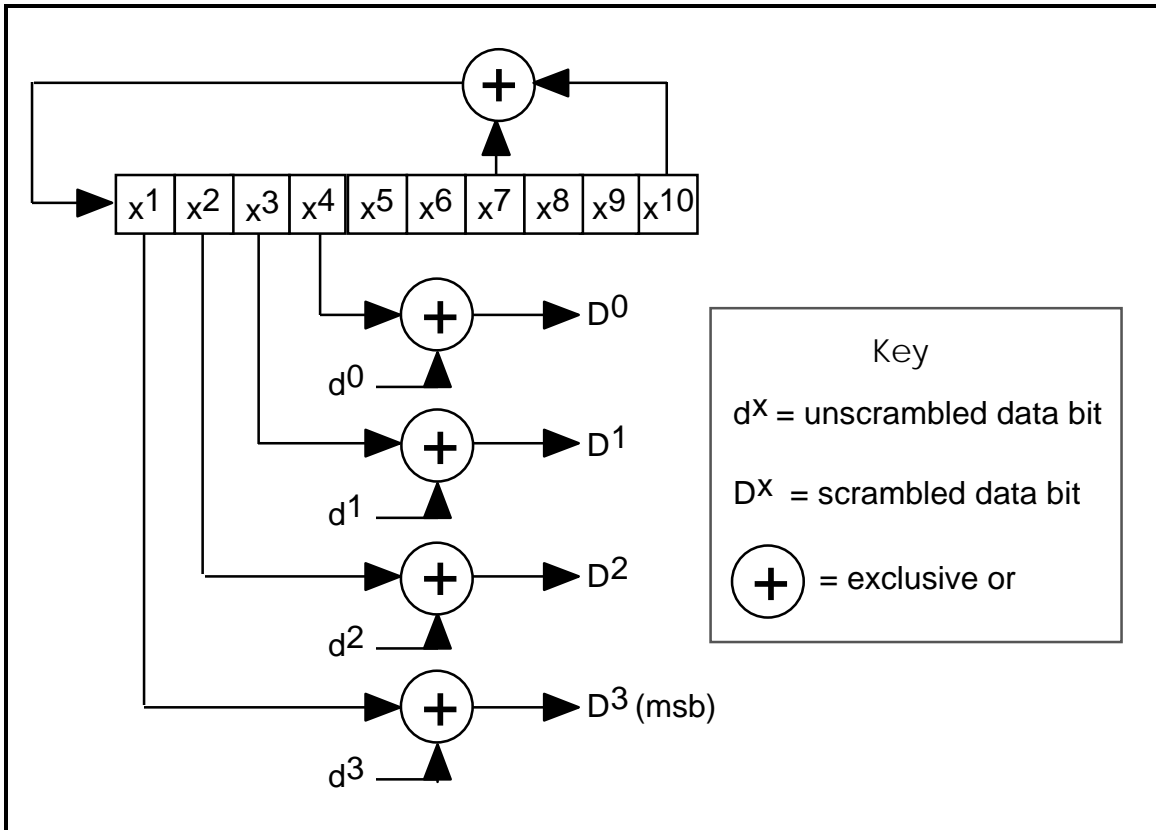 +
x1 x2 x3 x4 x5 x6 x7 x8 x9 x10
+ D0
d0
+ D1
d1
+ D2
d2
+ D3 (msb)
d3
Key
dx = unscrambled data bit
Dx = scrambled data bit
+ = exclusive or